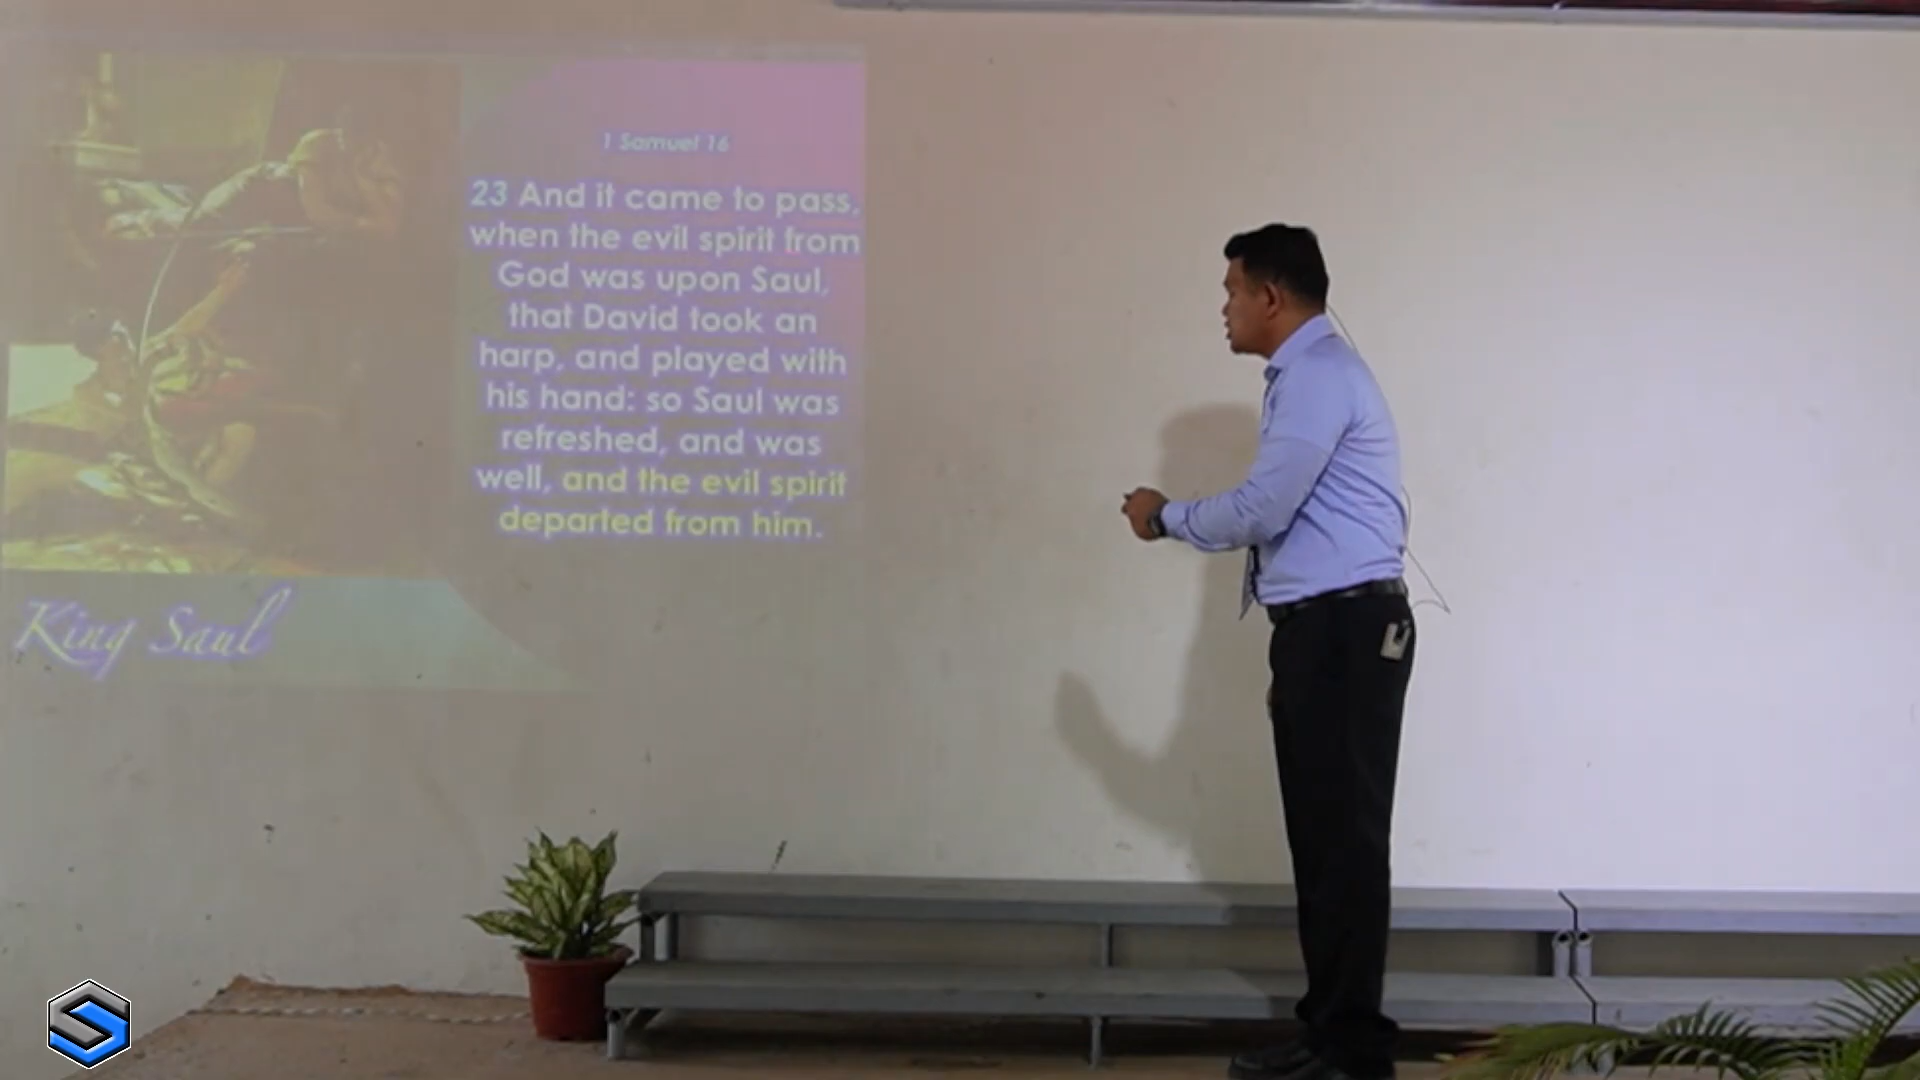 1 Samuel 16
23 And it came to pass,
when the evil spirit from
God was upon Saul,
that David took an
harp, and played with
his hand: so Saul was
refreshed, and was
well, and the evil spirit
departed from him.
King Saul